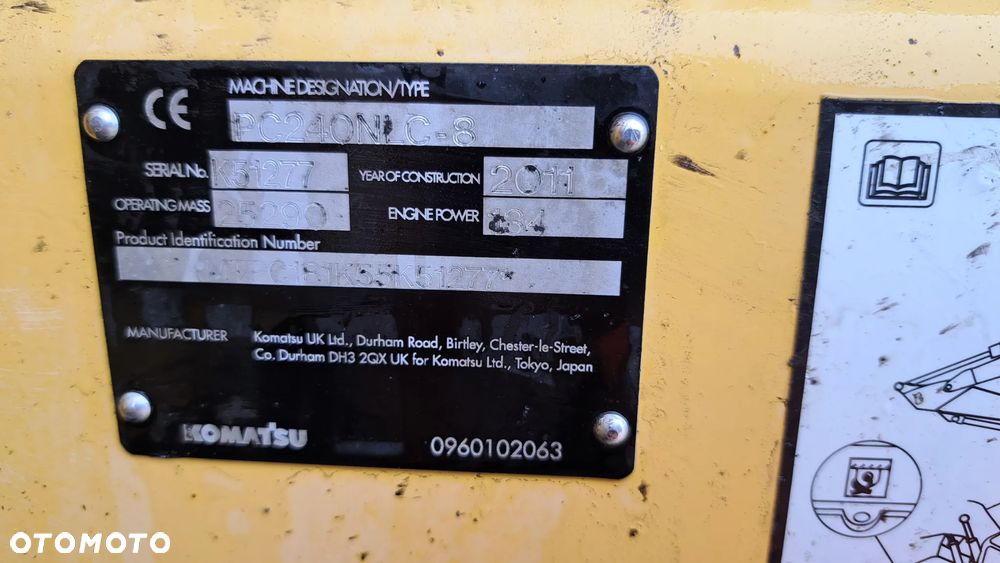 CE
MACHINE DESIGNATION/TYPE
PC240NLC-8
SERIAL No. K51277 YEAR OF CONSTRUCTION 2011
OPERATING MASS 25290 ENGINE POWER 134
Product Identification Number
K55K51277
MANUFACTURER Komatsu UK Ltd., Durham Road, Birtley, Chester-le-Street,
Co. Durham DH3 2QX UK for Komatsu Ltd., Tokyo, Japan
KOMATSU 0960102063
OTOMOTO